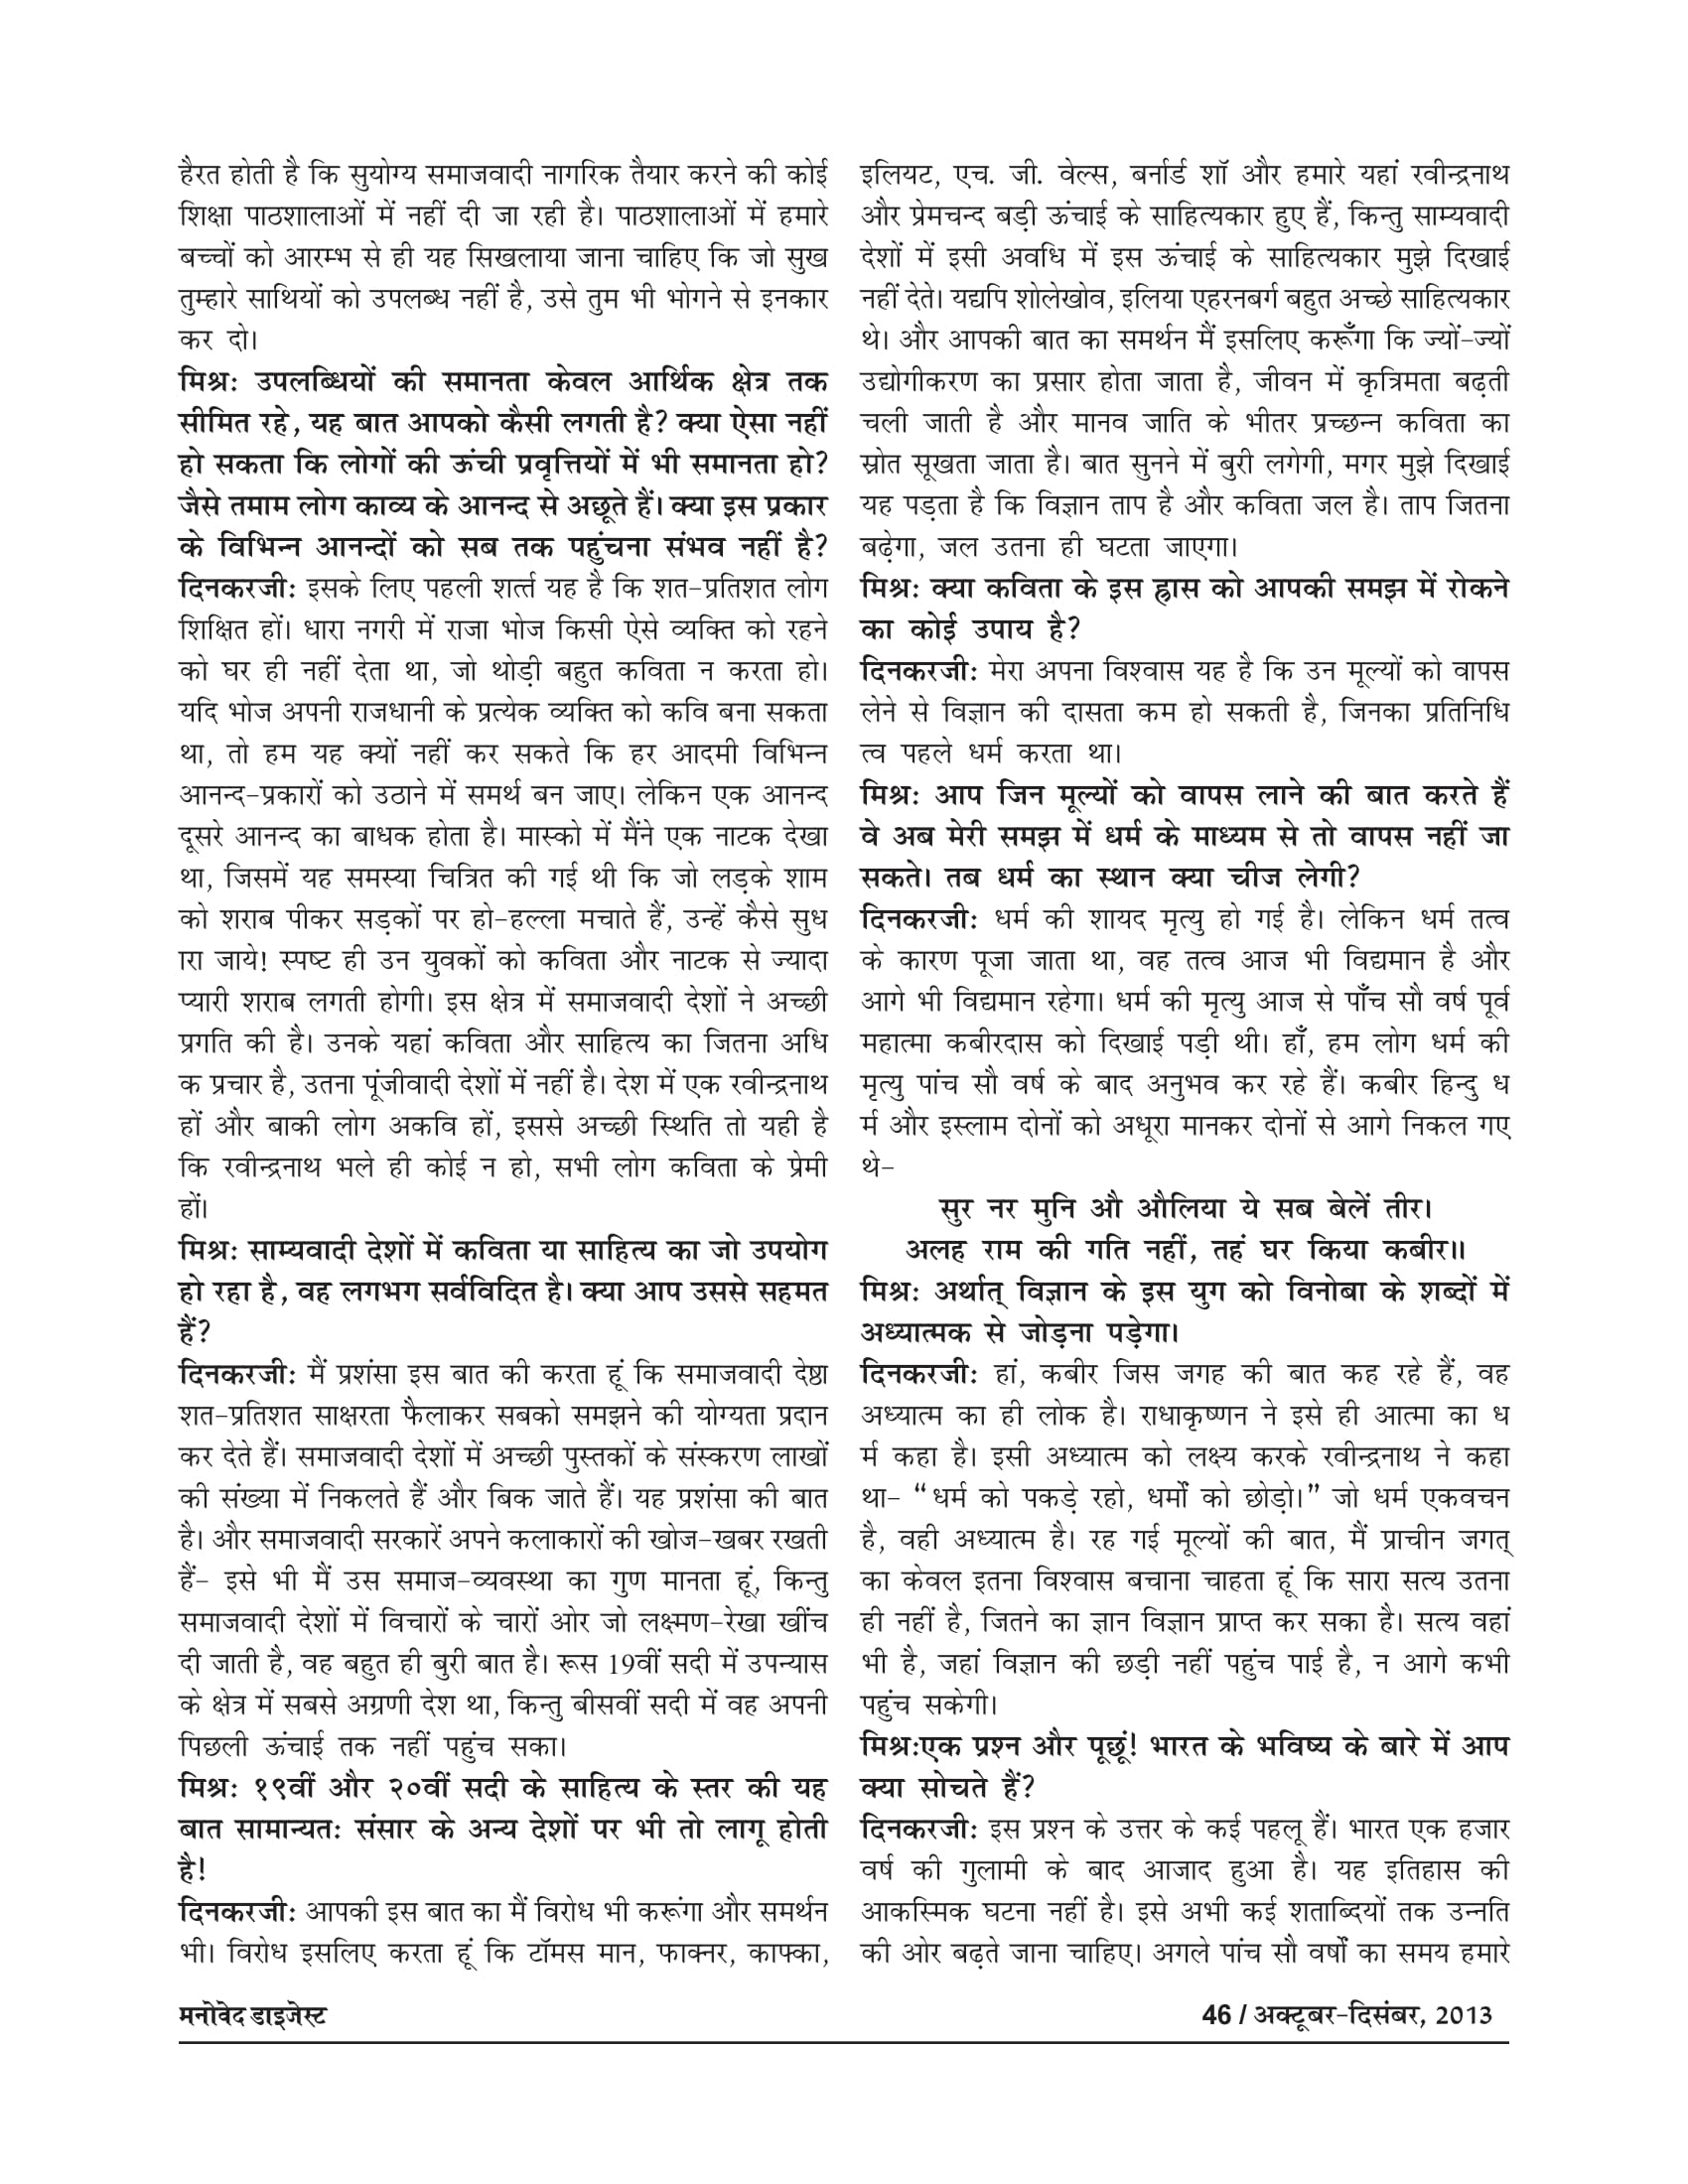 हैरत होती है कि सुयोग्य समाजवादी नागरिक तैयार करने की कोई
शिक्षा पाठशालाओं में नहीं दी जा रही है। पाठशालाओं में हमारे
बच्चों को आरम्भ से ही यह सिखलाया जाना चाहिए कि जो सुख
तुम्हारे साथियों को उपलब्ध नहीं है, उसे तुम भी भोगने से इनकार
कर दो।
मिश्रः उपलब्धियों की समानता केवल आर्थिक क्षेत्र तक
सीमित रहे, यह बात आपको कैसी लगती है? क्या ऐसा नहीं
हो सकता कि लोगों की ऊंची प्रवृत्तियों में भी समानता हो?
जैसे तमाम लोग काव्य के आनन्द से अछूते हैं। क्या इस प्रकार
के विभिन्न आनन्दों को सब तक पहुंचना संभव नहीं है?
दिनकरजीः इसके लिए पहली शर्त्त यह है कि शत-प्रतिशत लोग
शिक्षित हों। धारा नगरी में राजा भोज किसी ऐसे व्यक्ति को रहने
को घर ही नहीं देता था, जो थोड़ी बहुत कविता न करता हो।
यदि भोज अपनी राजधानी के प्रत्येक व्यक्ति को कवि बना सकता
था, तो हम यह क्यों नहीं कर सकते कि हर आदमी विभिन्न
आनन्द-प्रकारों को उठाने में समर्थ बन जाए। लेकिन एक आनन्द
दूसरे आनन्द का बाधक होता है। मास्को में मैंने एक नाटक देखा
था, जिसमें यह समस्या चित्रित की गई थी कि जो लड़के शाम
को शराब पीकर सड़कों पर हो-हल्ला मचाते हैं, उन्हें कैसे सुध
ारा जाये! स्पष्ट ही उन युवकों को कविता और नाटक से ज्यादा
प्यारी शराब लगती होगी। इस क्षेत्र में समाजवादी देशों ने अच्छी
प्रगति की है। उनके यहां कविता और साहित्य का जितना अधि
क प्रचार है, उतना पूंजीवादी देशों में नहीं है। देश में एक रवीन्द्रनाथ
हों और बाकी लोग अकवि हों, इससे अच्छी स्थिति तो यही है
कि रवीन्द्रनाथ भले ही कोई न हो, सभी लोग कविता के प्रेमी
हों।
मिश्रः साम्यवादी देशों में कविता या साहित्य का जो उपयोग
हो रहा है, वह लगभग सर्वविदित है। क्या आप उससे सहमत
हैं?
दिनकरजीः मैं प्रशंसा इस बात की करता हूं कि समाजवादी देष्ठा
शत-प्रतिशत साक्षरता फैलाकर सबको समझने की योग्यता प्रदान
कर देते हैं। समाजवादी देशों में अच्छी पुस्तकों के संस्करण लाखों
की संख्या में निकलते हैं और बिक जाते हैं। यह प्रशंसा की बात
है। और समाजवादी सरकारें अपने कलाकारों की खोज-खबर रखती
हैं- इसे भी मैं उस समाज-व्यवस्था का गुण मानता हूं, किन्तु
समाजवादी देशों में विचारों के चारों ओर जो लक्ष्मण-रेखा खींच
दी जाती है, वह बहुत ही बुरी बात है। रूस 19वीं सदी में उपन्यास
के क्षेत्र में सबसे अग्रणी देश था, किन्तु बीसवीं सदी में वह अपनी
पिछली ऊंचाई तक नहीं पहुंच सका।
मिश्रः १९वीं और २०वीं सदी के साहित्य के स्तर की यह
बात सामान्यतः संसार के अन्य देशों पर भी तो लागू होती
है!
दिनकरजीः आपकी इस बात का मैं विरोध भी करूंगा और समर्थन
भी। विरोध इसलिए करता हूं कि टॉमस मान, फाक्नर, काफ्का,
इलियट, एच. जी. वेल्स, बर्नार्ड शॉ और हमारे यहां रवीन्द्रनाथ
और प्रेमचन्द बड़ी ऊंचाई के साहित्यकार हुए हैं, किन्तु साम्यवादी
देशों में इसी अवधि में इस ऊंचाई के साहित्यकार मुझे दिखाई
नहीं देते। यद्यपि शोलेखोव, इलिया एहरनबर्ग बहुत अच्छे साहित्यकार
थे। और आपकी बात का समर्थन मैं इसलिए करूँगा कि ज्यों-ज्यों
उद्योगीकरण का प्रसार होता जाता है, जीवन में कृत्रिमता बढ़ती
चली जाती है और मानव जाति के भीतर प्रच्छन्न कविता का
स्रोत सूखता जाता है। बात सुनने में बुरी लगेगी, मगर मुझे दिखाई
यह पड़ता है कि विज्ञान ताप है और कविता जल है। ताप जितना
बढ़ेगा, जल उतना ही घटता जाएगा।
मिश्रः क्या कविता के इस ह्रास को आपकी समझ में रोकने
का कोई उपाय है?
दिनकरजीः मेरा अपना विश्वास यह है कि उन मूल्यों को वापस
लेने से विज्ञान की दासता कम हो सकती है, जिनका प्रतिनिधि
त्व पहले धर्म करता था।
मिश्रः आप जिन मूल्यों को वापस लाने की बात करते हैं
वे अब मेरी समझ में धर्म के माध्यम से तो वापस नहीं जा
सकते। तब धर्म का स्थान क्या चीज लेगी?
दिनकरजीः धर्म की शायद मृत्यु हो गई है। लेकिन धर्म तत्व
के कारण पूजा जाता था, वह तत्व आज भी विद्यमान है और
आगे भी विद्यमान रहेगा। धर्म की मृत्यु आज से पाँच सौ वर्ष पूर्व
महात्मा कबीरदास को दिखाई पड़ी थी। हाँ, हम लोग धर्म की
मृत्यु पांच सौ वर्ष के बाद अनुभव कर रहे हैं। कबीर हिन्दु ध
र्म और इस्लाम दोनों को अधूरा मानकर दोनों से आगे निकल गए
थे-
सुर नर मुनि औ औलिया ये सब बेलें तीर।
अलह राम की गति नहीं, तहं घर किया कबीर॥
मिश्रः अर्थात् विज्ञान के इस युग को विनोबा के शब्दों में
अध्यात्मक से जोड़ना पड़ेगा।
दिनकरजीः हां, कबीर जिस जगह की बात कह रहे हैं, वह
अध्यात्म का ही लोक है। राधाकृष्णन ने इसे ही आत्मा का ध
र्म कहा है। इसी अध्यात्म को लक्ष्य करके रवीन्द्रनाथ ने कहा
था- “धर्म को पकड़े रहो, धर्मों को छोड़ो।” जो धर्म एकवचन
है, वही अध्यात्म है। रह गई मूल्यों की बात, मैं प्राचीन जगत्
का केवल इतना विश्वास बचाना चाहता हूं कि सारा सत्य उतना
ही नहीं है, जितने का ज्ञान विज्ञान प्राप्त कर सका है। सत्य वहां
भी है, जहां विज्ञान की छड़ी नहीं पहुंच पाई है, न आगे कभी
पहुंच सकेगी।
मिश्रःएक प्रश्न और पूछूं! भारत के भविष्य के बारे में आप
क्या सोचते हैं?
दिनकरजीः इस प्रश्न के उत्तर के कई पहलू हैं। भारत एक हजार
वर्ष की गुलामी के बाद आजाद हुआ है। यह इतिहास की
आकस्मिक घटना नहीं है। इसे अभी कई शताब्दियों तक उन्नति
की ओर बढ़ते जाना चाहिए। अगले पांच सौ वर्षों का समय हमारे
मनोवेद डाइजेस्ट
46 / अक्टूबर-दिसंबर, 2013